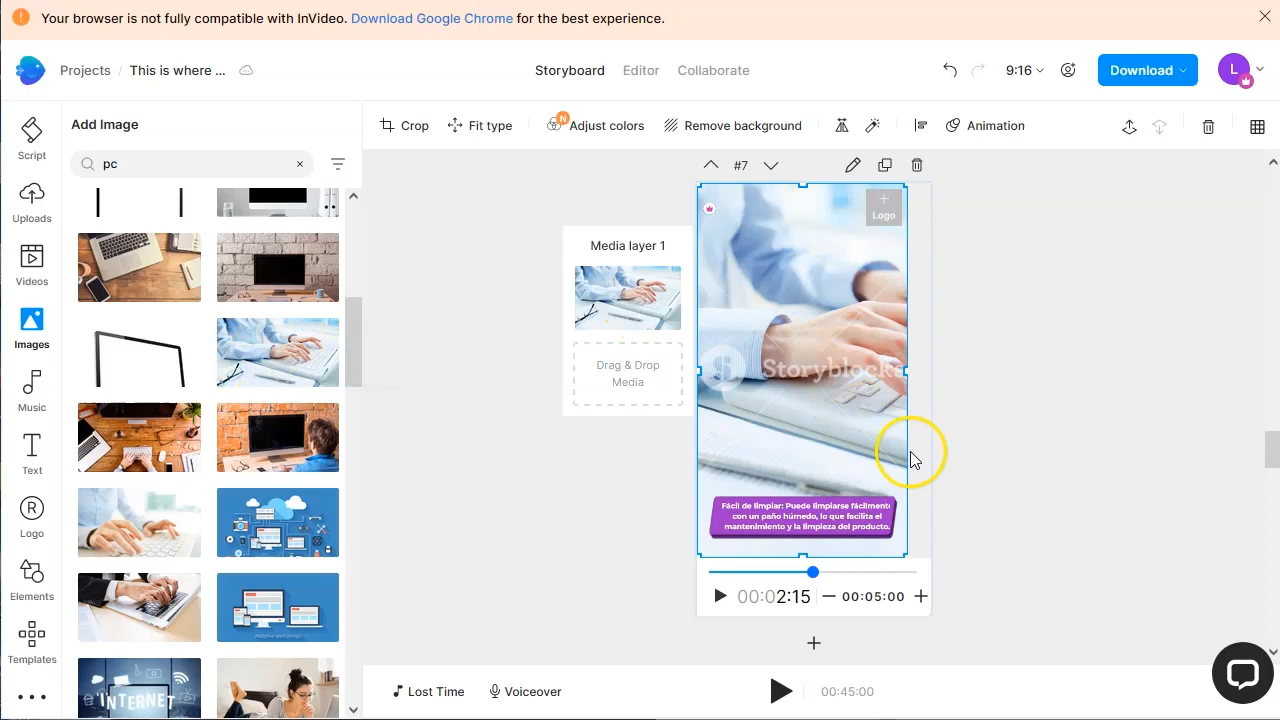 Your browser is not fully compatible with InVideo. Download Google Chrome for the best experience.
Projects / This is where ...
Storyboard
Editor
Collaborate
9:16
Download
L
Script
Uploads
Videos
Images
Music
Text
Logo
Elements
Templates
Add Image
pc
Adaptive web design
INTERNET
Crop
Fit type
N
Adjust colors
Remove background
Animation
#7
Media layer 1
Drag & Drop
Media
+
Logo
S Storyblocks
Fácil de limpiar: Puede limpiarse fácilmente
con un paño húmedo, lo que facilita el
mantenimiento y la limpieza del producto.
00:02:15
00:05:00
Lost Time
Voiceover
00:45:00